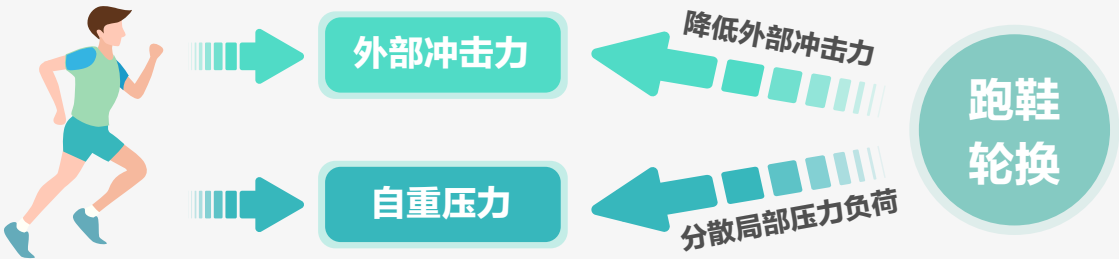 外部冲击力
降低外部冲击力
跑鞋
轮换
自重压力
分散局部压力负荷